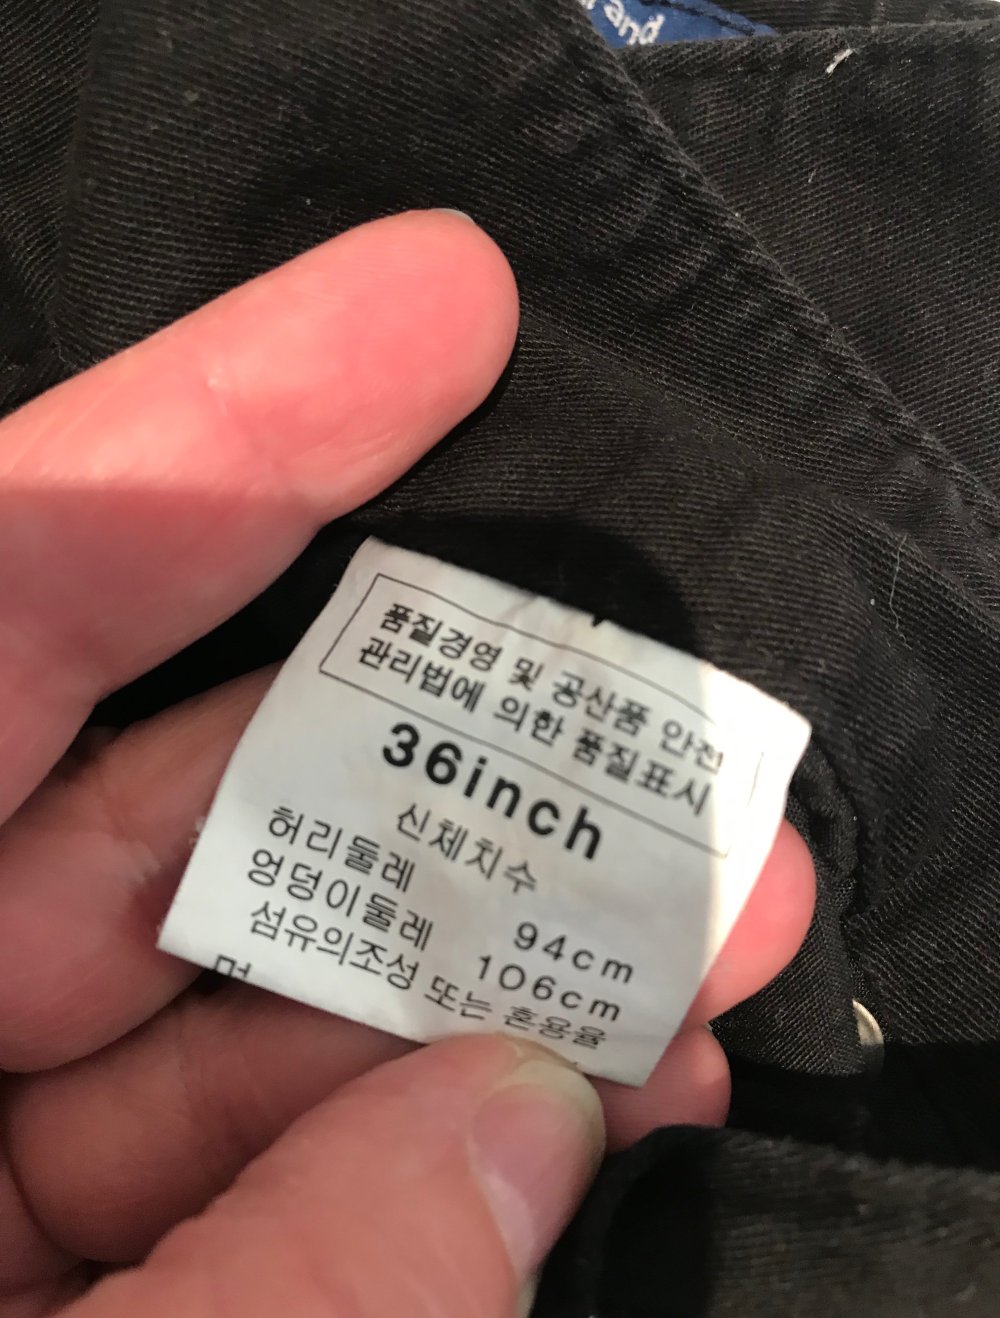 and
품질경영 및 공산품 안전
관리법에 의한 품질표시
36inch
신체치수
허리둘레 94cm
엉덩이둘레 106cm
섬유의조성 또는 혼용율
면